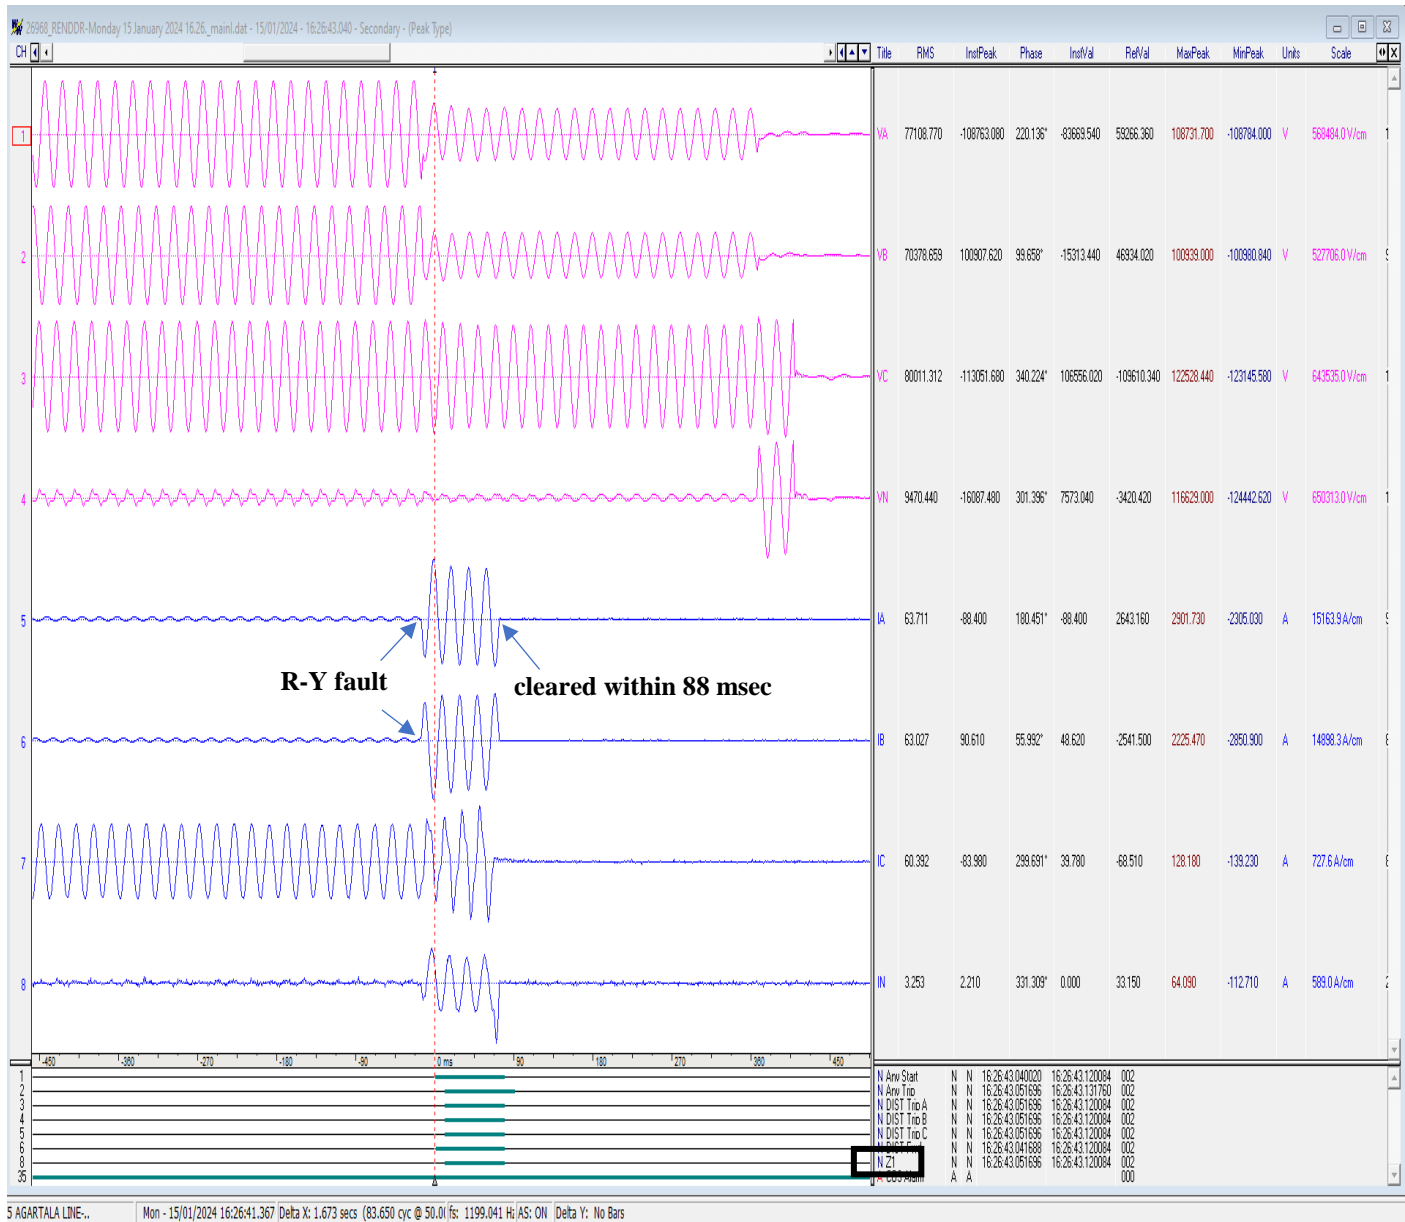 26968_RENDDR-Monday 15 January 2024 16.26._mainI.dat - 15/01/2024 - 16:26:43.040 - Secondary - (Peak Type)
CH Title RMS InstPeak Phase InstVal RefVal MaxPeak MinPeak Units Scale
1 VA 77108.770 -108763.080 220.136° -83669.540 59266.360 108731.700 -108784.000 V 568484.0 V/cm
2 VB 70378.659 100907.620 99.658° -15313.440 46934.020 100939.000 -100980.840 V 527706.0 V/cm
3 VC 80011.312 -113051.680 340.224° 106556.020 -109610.340 122528.440 -123145.580 V 643535.0 V/cm
4 VN 9470.440 -16087.480 301.396° 7573.040 -3420.420 116629.000 -124442.620 V 650313.0 V/cm
5 IA 63.711 -88.400 180.451° -88.400 2643.160 2901.730 -2305.030 A 15163.9 A/cm
R-Y fault
cleared within 88 msec
6 IB 63.027 90.610 55.992° 48.620 -2541.500 2225.470 -2850.900 A 14898.3 A/cm
7 IC 60.392 -83.980 299.691° 39.780 -68.510 128.180 -139.230 A 727.6 A/cm
8 IN 3.253 2.210 331.309° 0.000 33.150 64.090 -112.710 A 589.0 A/cm
-450 -360 -270 -180 -90 0 ms 90 180 270 360 450
1 N Any Start N N 16:26:43.040020 16:26:43.120084 002
2 N Any Trip N N 16:26:43.051696 16:26:43.131760 002
3 N DIST Trip A N N 16:26:43.051696 16:26:43.120084 002
4 N DIST Trip B N N 16:26:43.051696 16:26:43.120084 002
5 N DIST Trip C N N 16:26:43.051696 16:26:43.120084 002
6 N DIST Fwd N N 16:26:43.041688 16:26:43.120084 002
8 N Z1 N N 16:26:43.051696 16:26:43.120084 002
35 A Alarm A A 000
5 AGARTALA LINE-.. Mon - 15/01/2024 16:26:41.367 Delta X: 1.673 secs (83.650 cyc @ 50.0( fs: 1199.041 Hz AS: ON Delta Y: No Bars